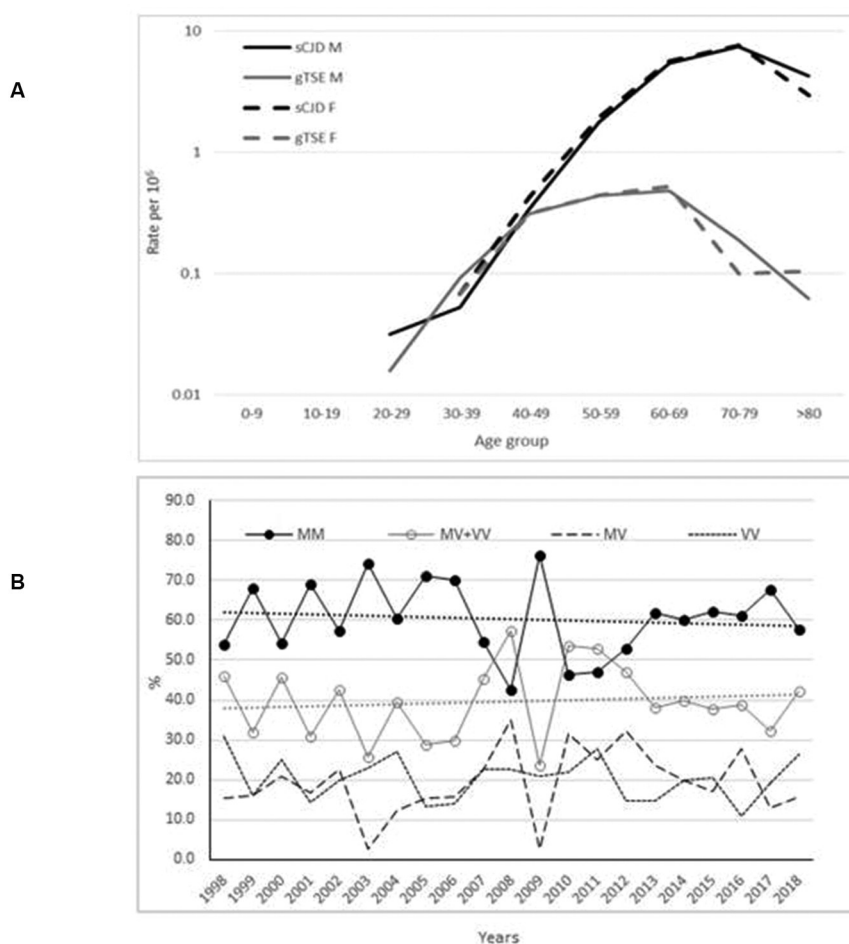 A
10
1
0.1
0.01
Rate per 10⁶
sCJD M
gTSE M
sCJD F
gTSE F
0-9 10-19 20-29 30-39 40-49 50-59 60-69 70-79 >80
Age group
B
90.0
80.0
70.0
60.0
50.0
40.0
30.0
20.0
10.0
0.0
%
MM MV+VV MV VV
1998 1999 2000 2001 2002 2003 2004 2005 2006 2007 2008 2009 2010 2011 2012 2013 2014 2015 2016 2017 2018
Years